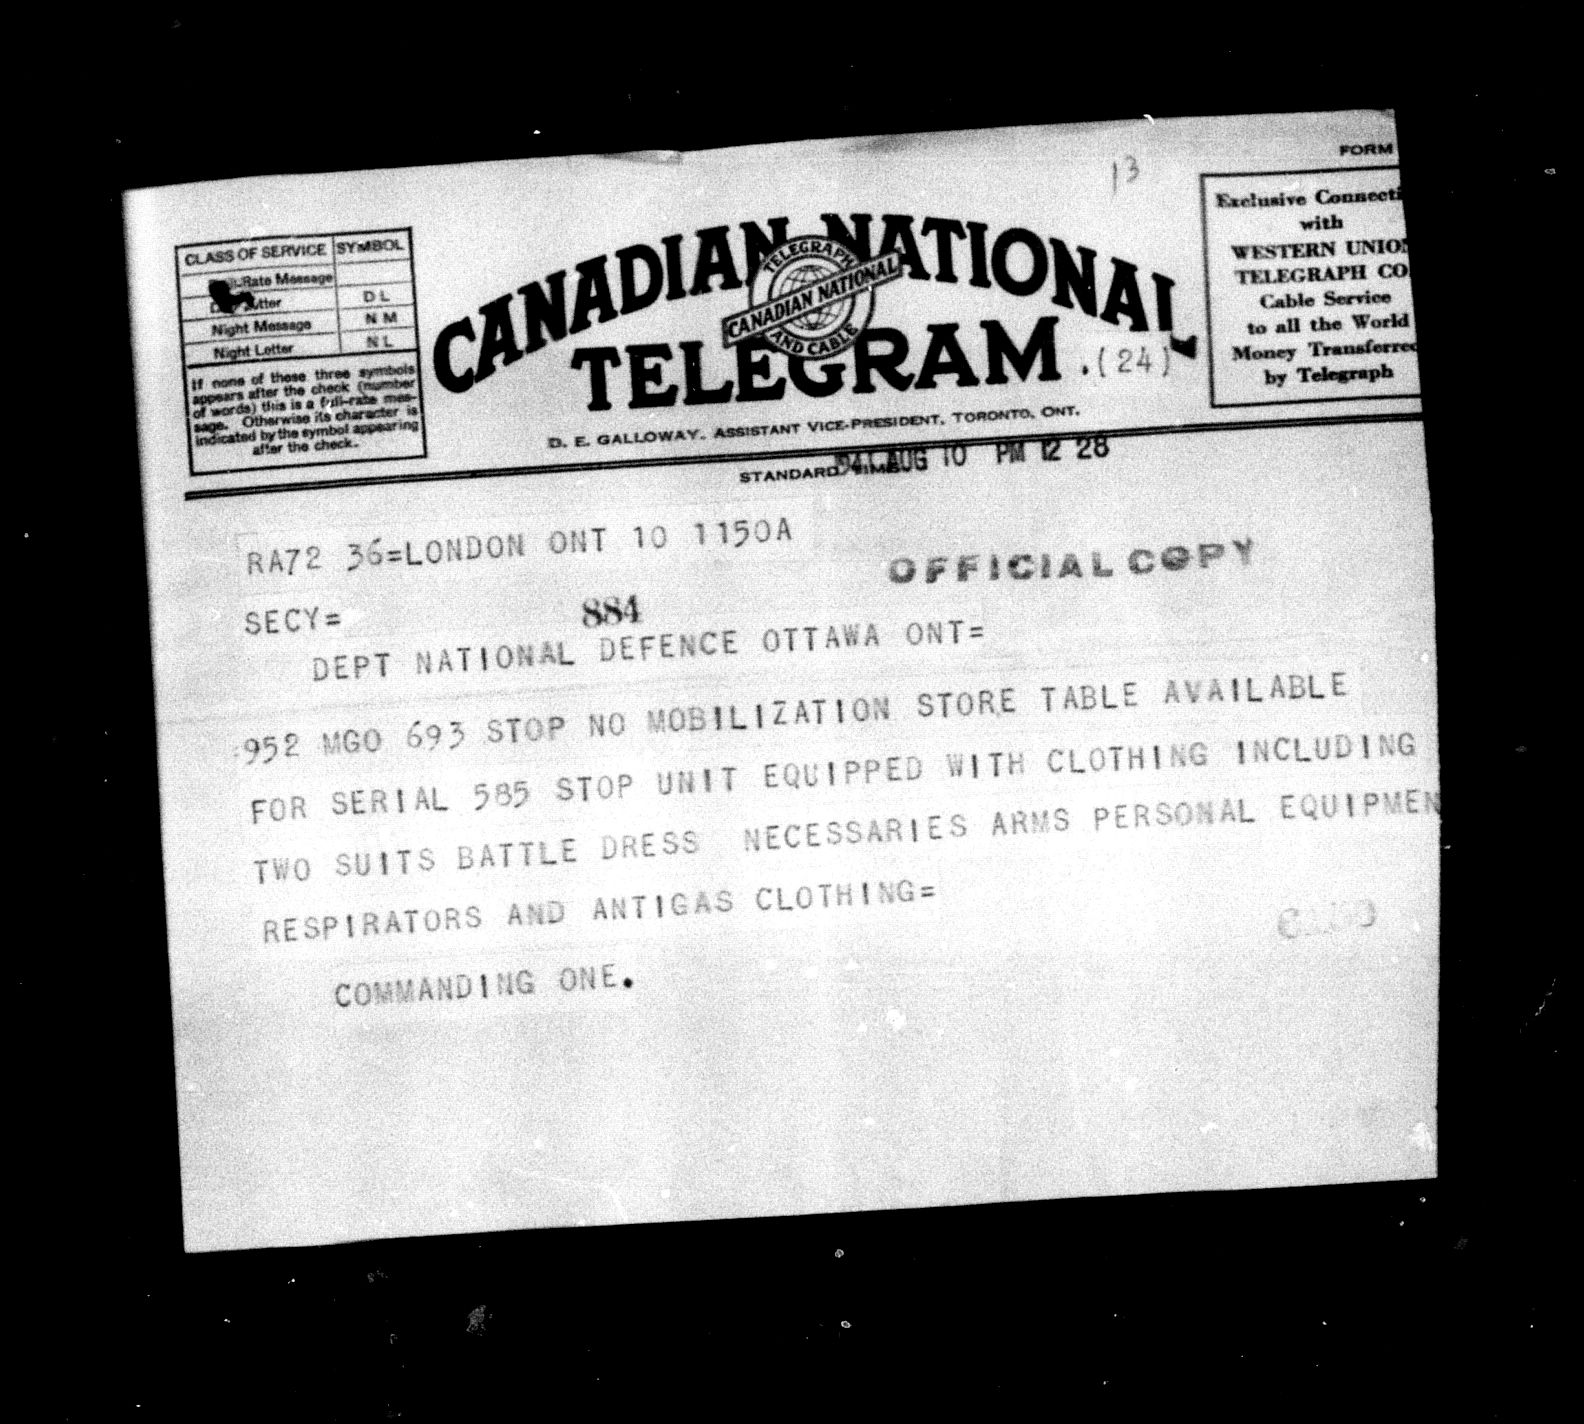 13
FORM
CLASS OF SERVICE SYMBOL
Rate Message
DL
Night Message NM
Night Letter NL
If none of these three symbols
appears after the check (number
of words) this is a full-rate mes-
sage. Otherwise its character is
indicated by the symbol appearing
after the check.
CANADIAN NATIONAL
TELEGRAPH
CANADIAN NATIONAL
AND CABLE
TELEGRAM .(24)
D. E. GALLOWAY, ASSISTANT VICE-PRESIDENT, TORONTO, ONT.
Exclusive Connecti
with
WESTERN UNION
TELEGRAPH CO
Cable Service
to all the World
Money Transferred
by Telegraph
STANDARD TIME
941 AUG 10 PM 12 28
RA72 36=LONDON ONT 10 1150A
OFFICIAL COPY
SECY=
884
DEPT NATIONAL DEFENCE OTTAWA ONT=
952 MGO 693 STOP NO MOBILIZATION STORE TABLE AVAILABLE
FOR SERIAL 585 STOP UNIT EQUIPPED WITH CLOTHING INCLUDING
TWO SUITS BATTLE DRESS NECESSARIES ARMS PERSONAL EQUIPMEN
RESPIRATORS AND ANTIGAS CLOTHING=
COMMANDING ONE.